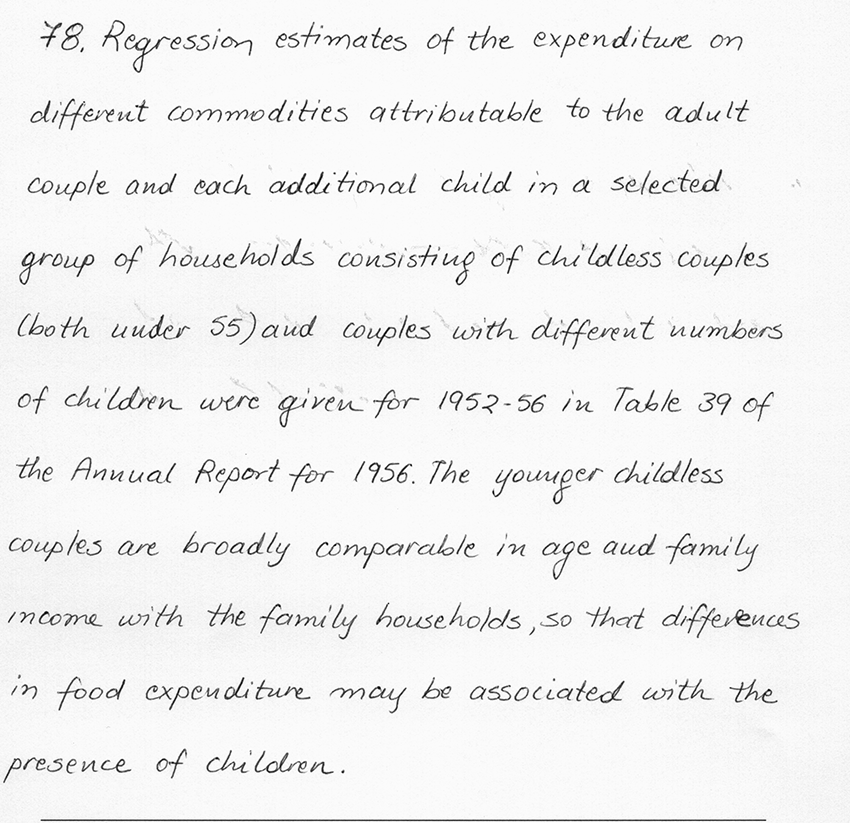 78. Regression estimates of the expenditure on
different commodities attributable to the adult
couple and each additional child in a selected
group of households consisting of childless couples
(both under 55) and couples with different numbers
of children were given for 1952-56 in Table 39 of
the Annual Report for 1956. The younger childless
couples are broadly comparable in age and family
income with the family households, so that differences
in food expenditure may be associated with the
presence of children.